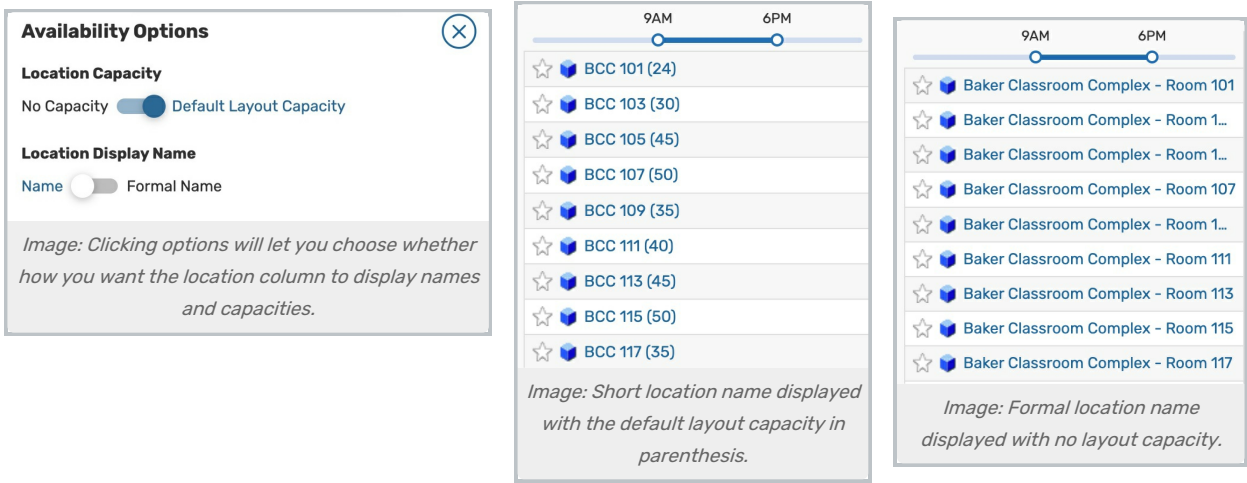 Availability Options
Location Capacity
No Capacity Default Layout Capacity
Location Display Name
Name Formal Name
Image: Clicking options will let you choose whether
how you want the location column to display names
and capacities.
9AM 6PM
BCC 101 (24)
BCC 103 (30)
BCC 105 (45)
BCC 107 (50)
BCC 109 (35)
BCC 111 (40)
BCC 113 (45)
BCC 115 (50)
BCC 117 (35)
Image: Short location name displayed
with the default layout capacity in
parenthesis.
9AM 6PM
Baker Classroom Complex - Room 101
Baker Classroom Complex - Room 1...
Baker Classroom Complex - Room 1...
Baker Classroom Complex - Room 107
Baker Classroom Complex - Room 1...
Baker Classroom Complex - Room 111
Baker Classroom Complex - Room 113
Baker Classroom Complex - Room 115
Baker Classroom Complex - Room 117
Image: Formal location name
displayed with no layout capacity.